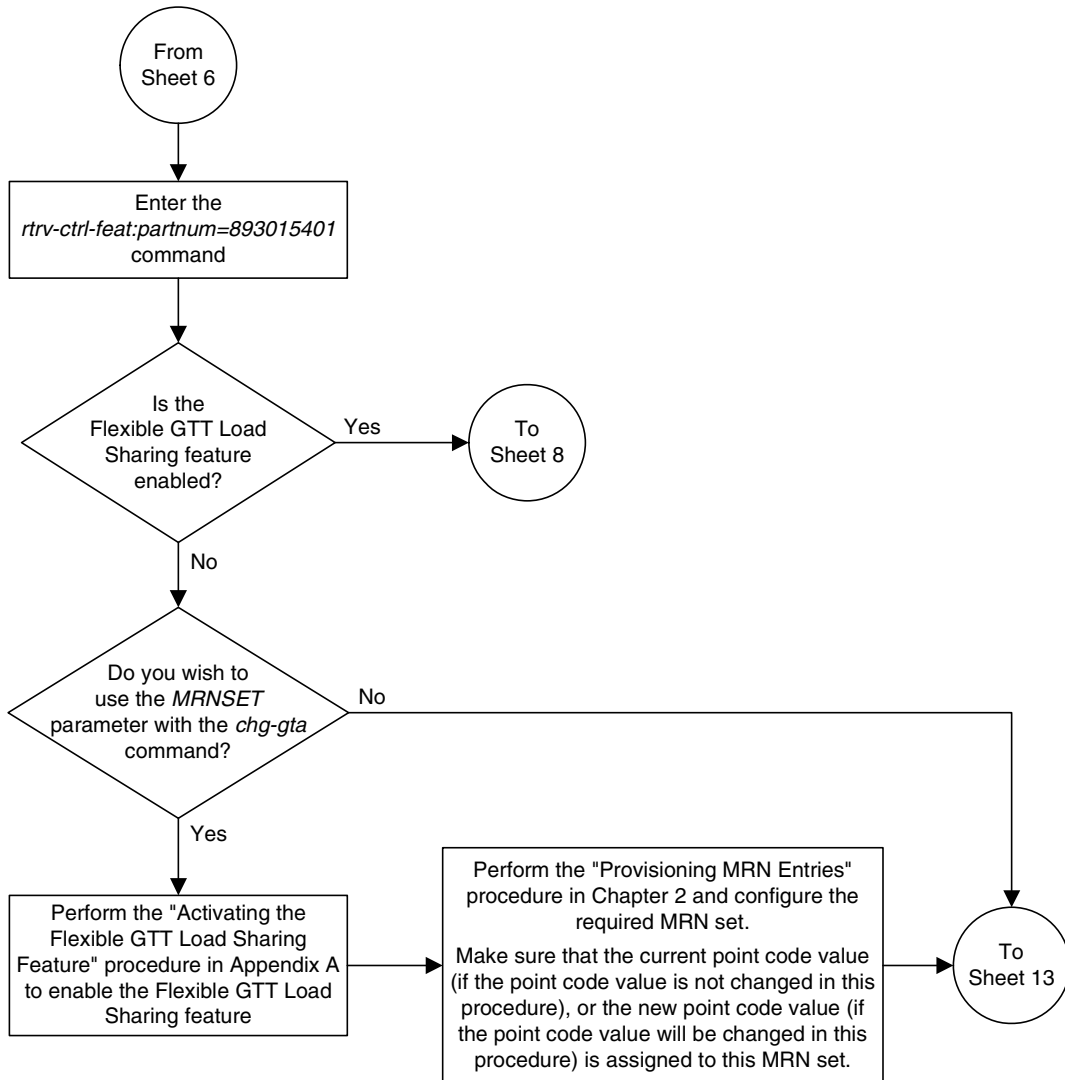 From
Sheet 6
Enter the
rtrv-ctrl-feat:partnum=893015401
command
Is the
Flexible GTT Load
Sharing feature
enabled?
Yes
To
Sheet 8
No
Do you wish to
use the MRNSET
parameter with the chg-gta
command?
No
Yes
Perform the "Activating the
Flexible GTT Load Sharing
Feature" procedure in Appendix A
to enable the Flexible GTT Load
Sharing feature
Perform the "Provisioning MRN Entries"
procedure in Chapter 2 and configure the
required MRN set.
Make sure that the current point code value
(if the point code value is not changed in this
procedure), or the new point code value (if
the point code value will be changed in this
procedure) is assigned to this MRN set.
To
Sheet 13